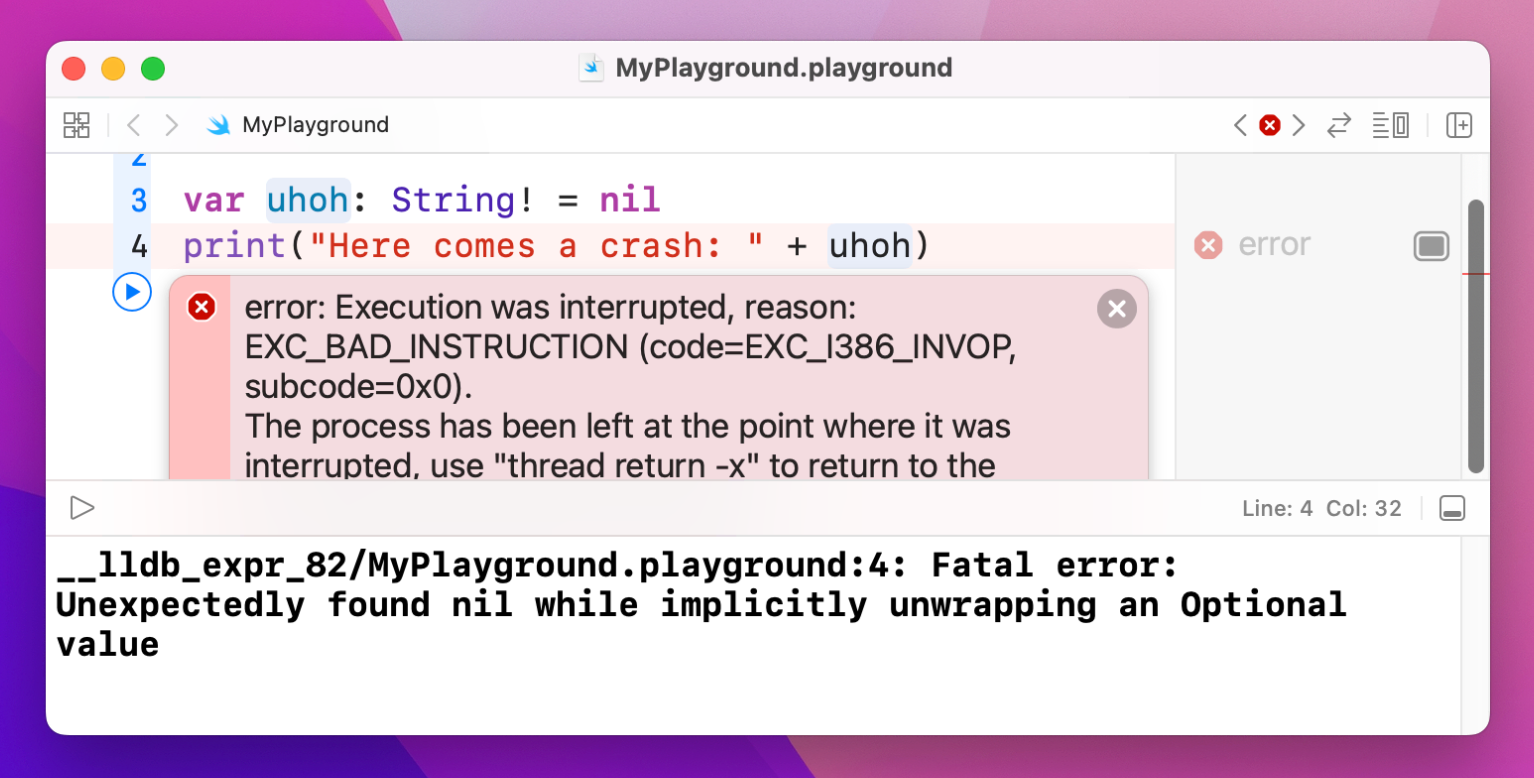 MyPlayground.playground
MyPlayground
2
3 var uhoh: String! = nil
4 print("Here comes a crash: " + uhoh)
error
error: Execution was interrupted, reason:
EXC_BAD_INSTRUCTION (code=EXC_I386_INVOP,
subcode=0x0).
The process has been left at the point where it was
interrupted, use "thread return -x" to return to the
Line: 4 Col: 32
__lldb_expr_82/MyPlayground.playground:4: Fatal error:
Unexpectedly found nil while implicitly unwrapping an Optional
value